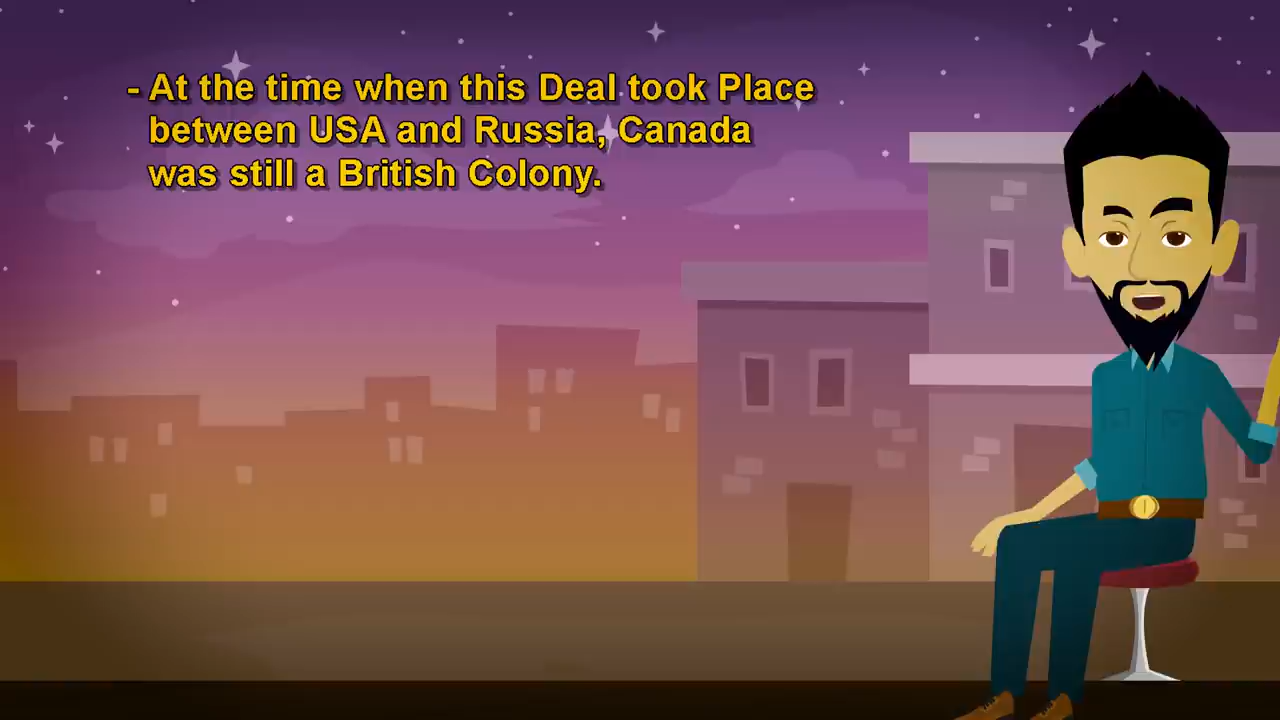 - At the time when this Deal took Place
between USA and Russia, Canada
was still a British Colony.